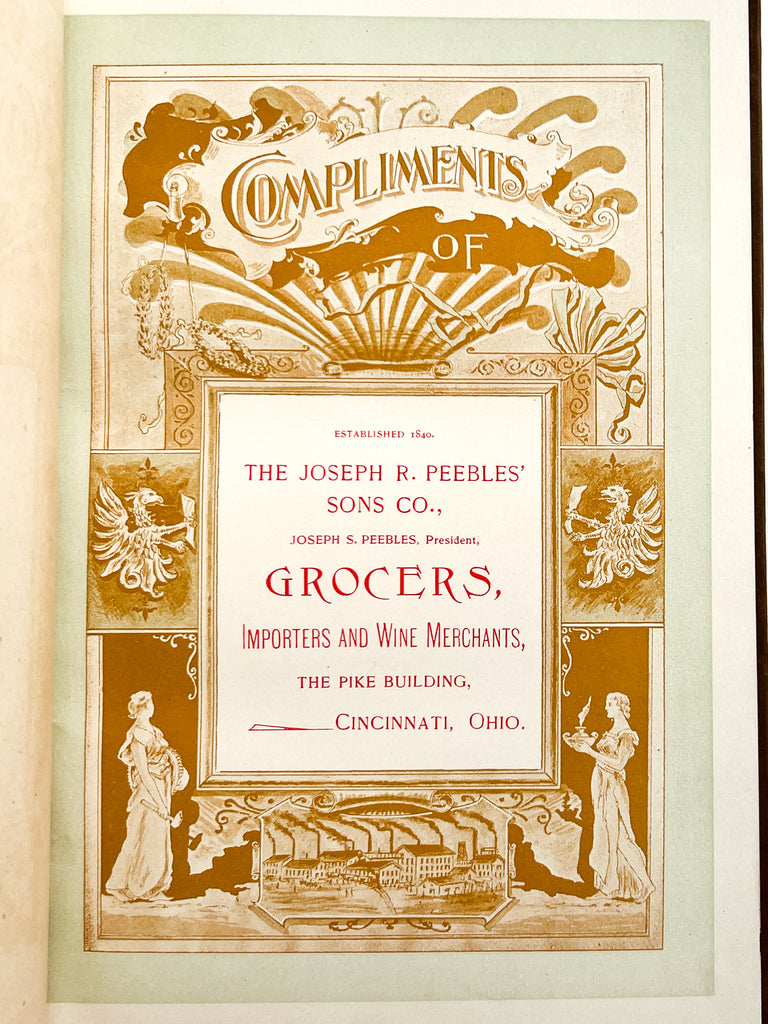 COMPLIMENTS
OF
ESTABLISHED 1840.
THE JOSEPH R. PEEBLES'
SONS CO.,
JOSEPH S. PEEBLES, President,
GROCERS,
IMPORTERS AND WINE MERCHANTS,
THE PIKE BUILDING,
CINCINNATI, OHIO.